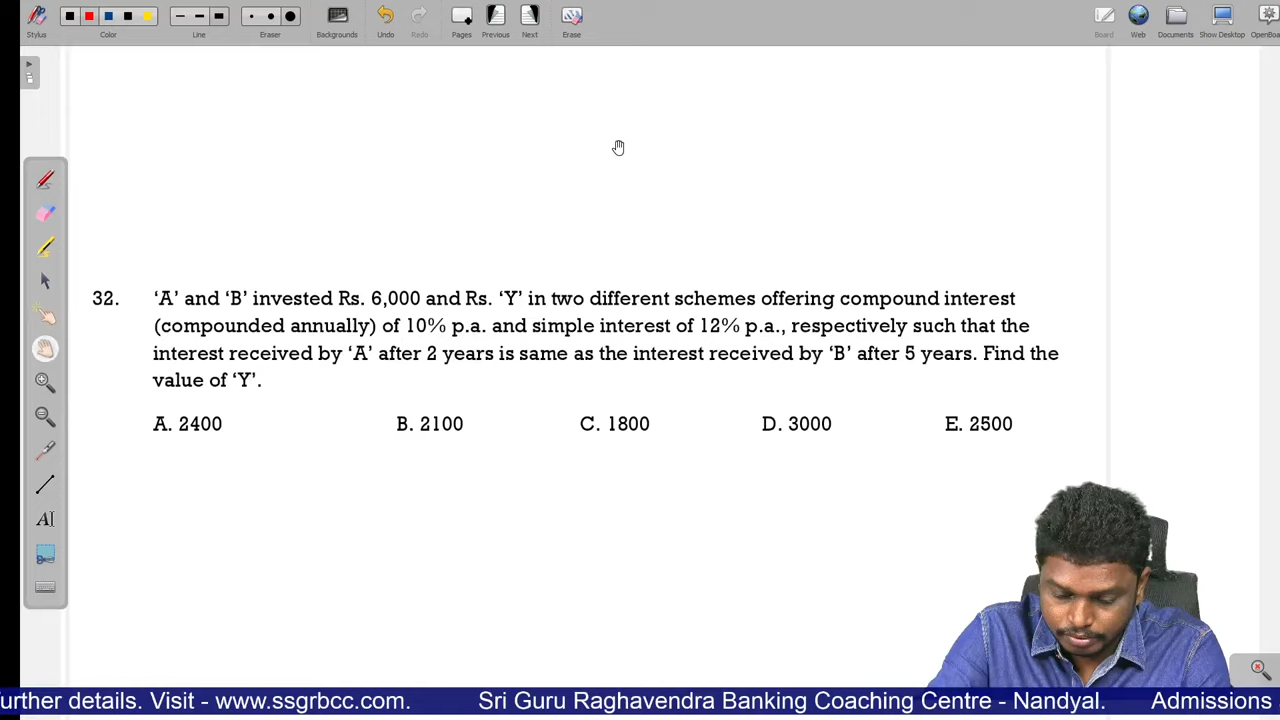 Stylus
Color
Line
Eraser
Backgrounds
Undo
Redo
Pages
Previous
Next
Erase
Board
Web
Documents
Show Desktop
OpenBoa
32. ‘A’ and ‘B’ invested Rs. 6,000 and Rs. ‘Y’ in two different schemes offering compound interest
(compounded annually) of 10% p.a. and simple interest of 12% p.a., respectively such that the
interest received by ‘A’ after 2 years is same as the interest received by ‘B’ after 5 years. Find the
value of ‘Y’.
A. 2400 B. 2100 C. 1800 D. 3000 E. 2500
AI
further details. Visit - www.ssgrbcc.com. Sri Guru Raghavendra Banking Coaching Centre - Nandyal. Admissions